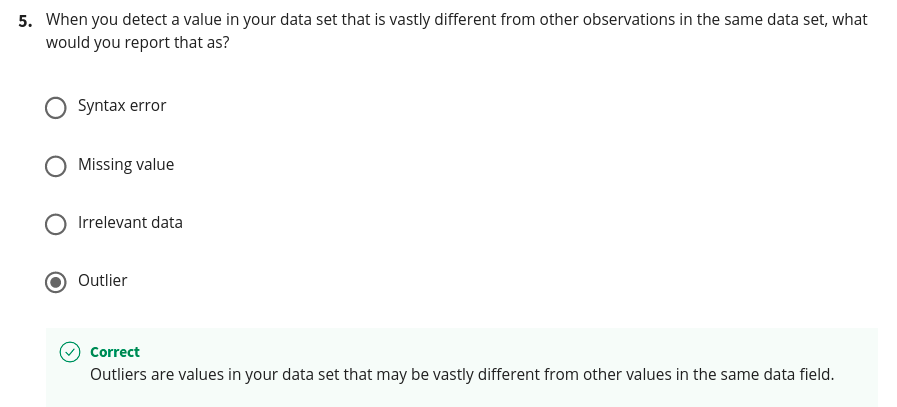 5. When you detect a value in your data set that is vastly different from other observations in the same data set, what
would you report that as?
Syntax error
Missing value
Irrelevant data
Outlier
Correct
Outliers are values in your data set that may be vastly different from other values in the same data field.